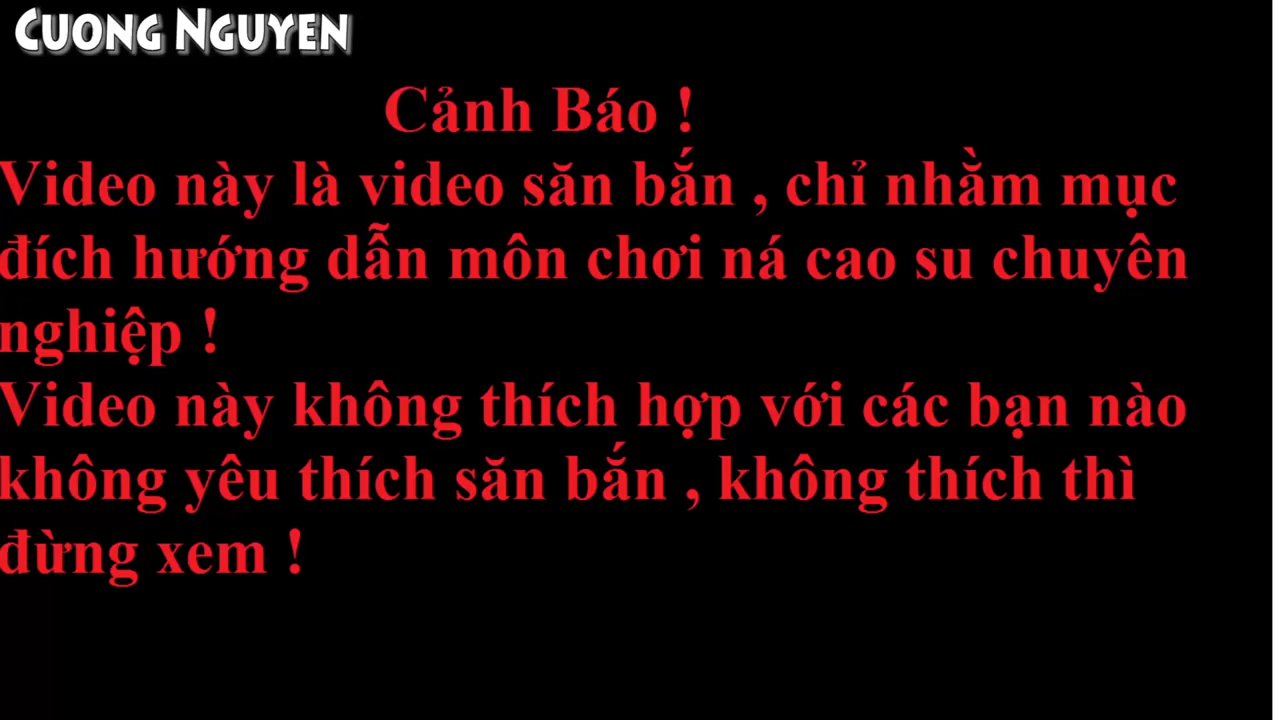 CUONG NGUYEN
Cảnh Báo !
Video này là video săn bắn , chỉ nhằm mục
đích hướng dẫn môn chơi ná cao su chuyên
nghiệp !
Video này không thích hợp với các bạn nào
không yêu thích săn bắn , không thích thì
đừng xem !